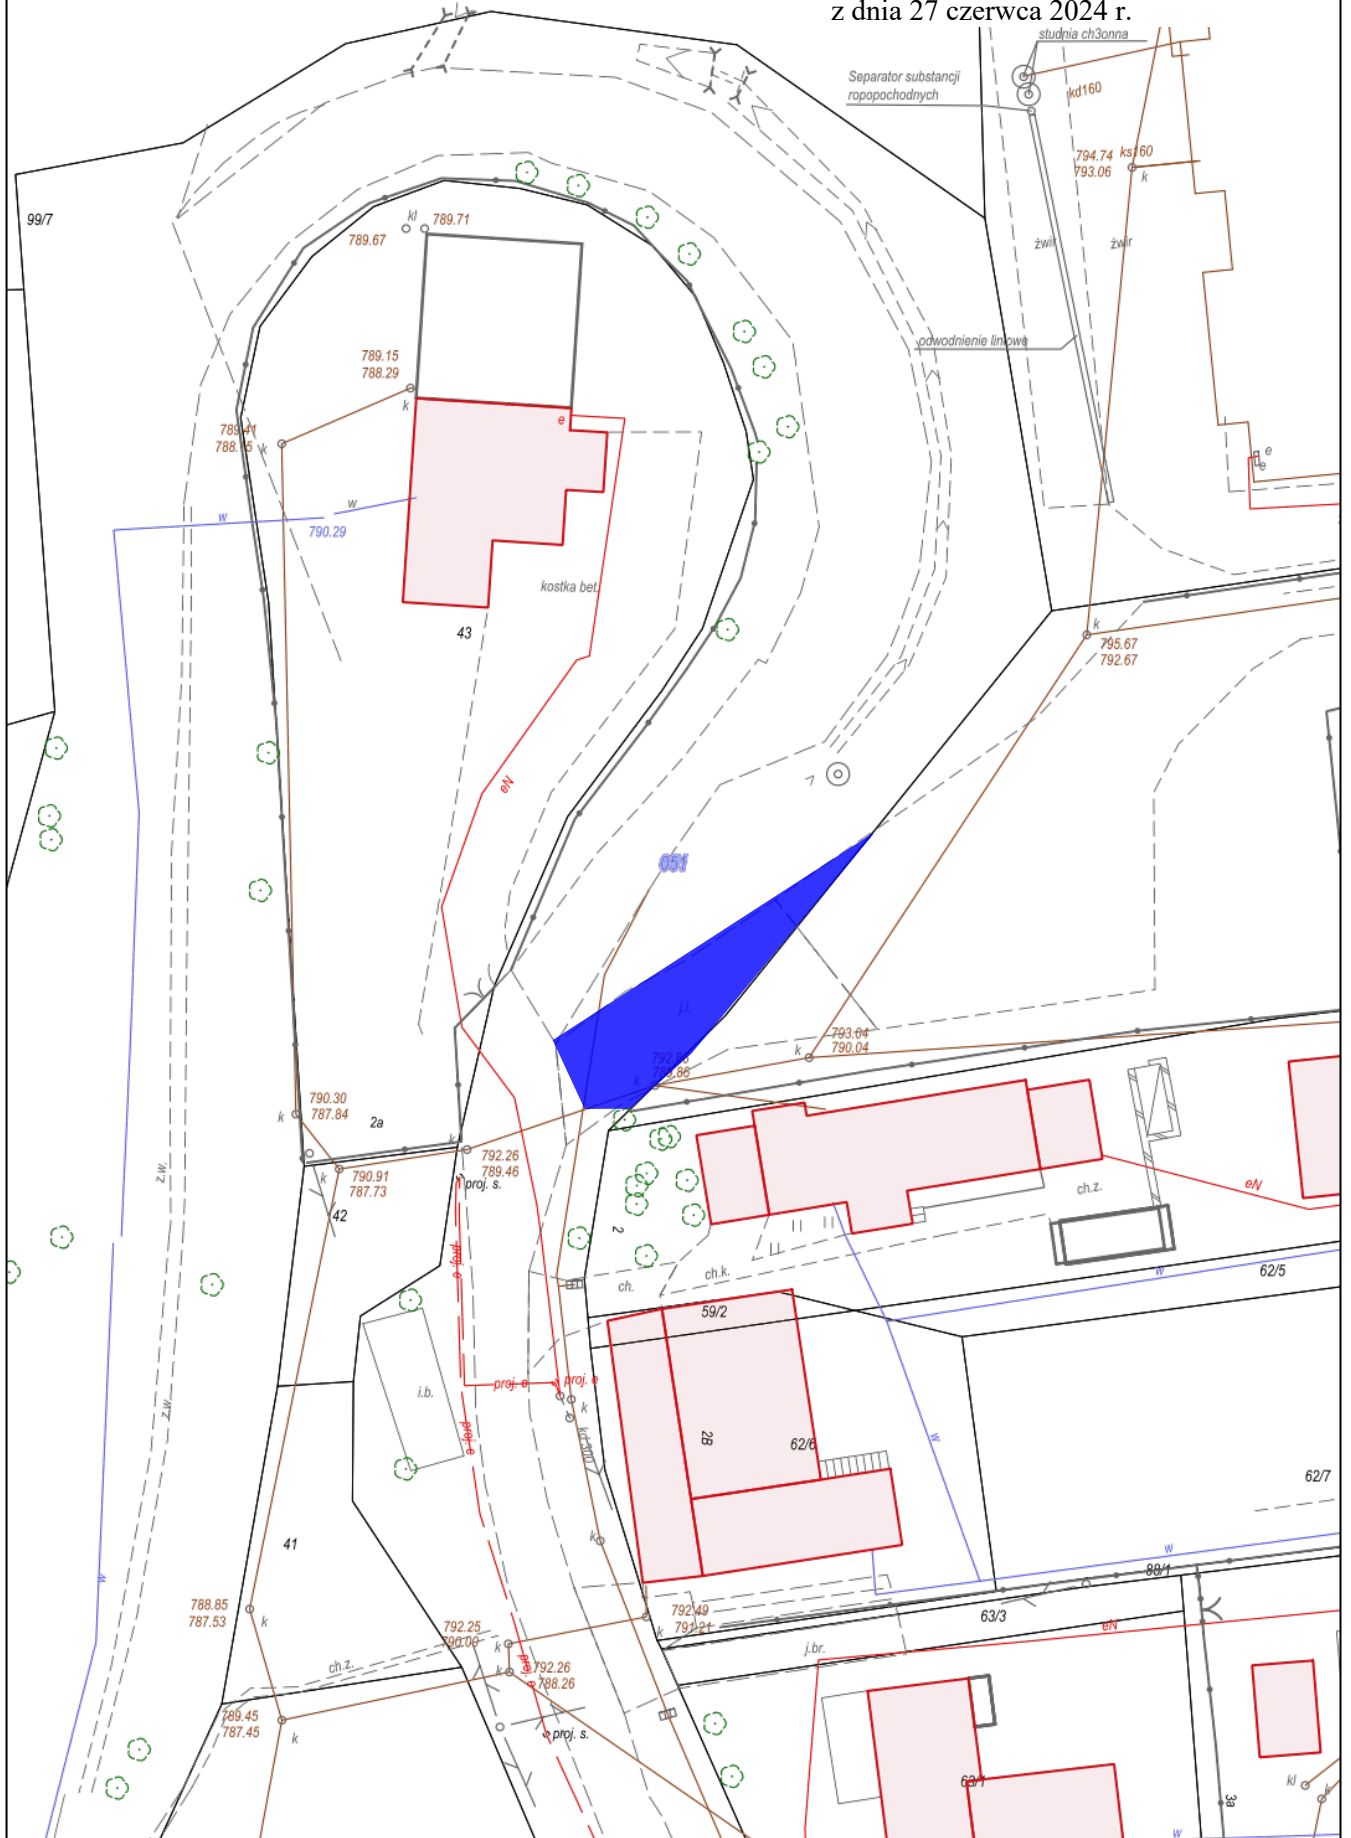 z dnia 27 czerwca 2024 r.
studnia ch3onna
Separator substancji
ropopochodnych
kd160
794.74 ks160
793.06
k
99/7
kl
789.71
789.67
żwir
żwir
odwodnienie liniowe
789.15
788.29
k
e
789.41
k
e
e
w
w
790.29
kostka bet.
43
k
795.67
792.67
eN
051
793.04
790.04
k
k
790.30
787.84
k
2a
k
792.26
789.46
proj. s.
790.91
787.73
k
42
z.w.
2
ch.z.
eN
proj. e
ch.
ch.k.
w
62/5
59/2
proj. e
proj. e
i.b.
k
z.w.
proj. e
kd 300
2B
62/6
w
62/7
k
41
w
w
88/1
788.85
787.53
k
792.49
791.21
k
63/3
eN
792.25
790.00
k
j.br.
ch.z.
k
792.26
788.26
proj. e
789.45
787.45
k
proj. s.
63/1
kl
k
3a
w